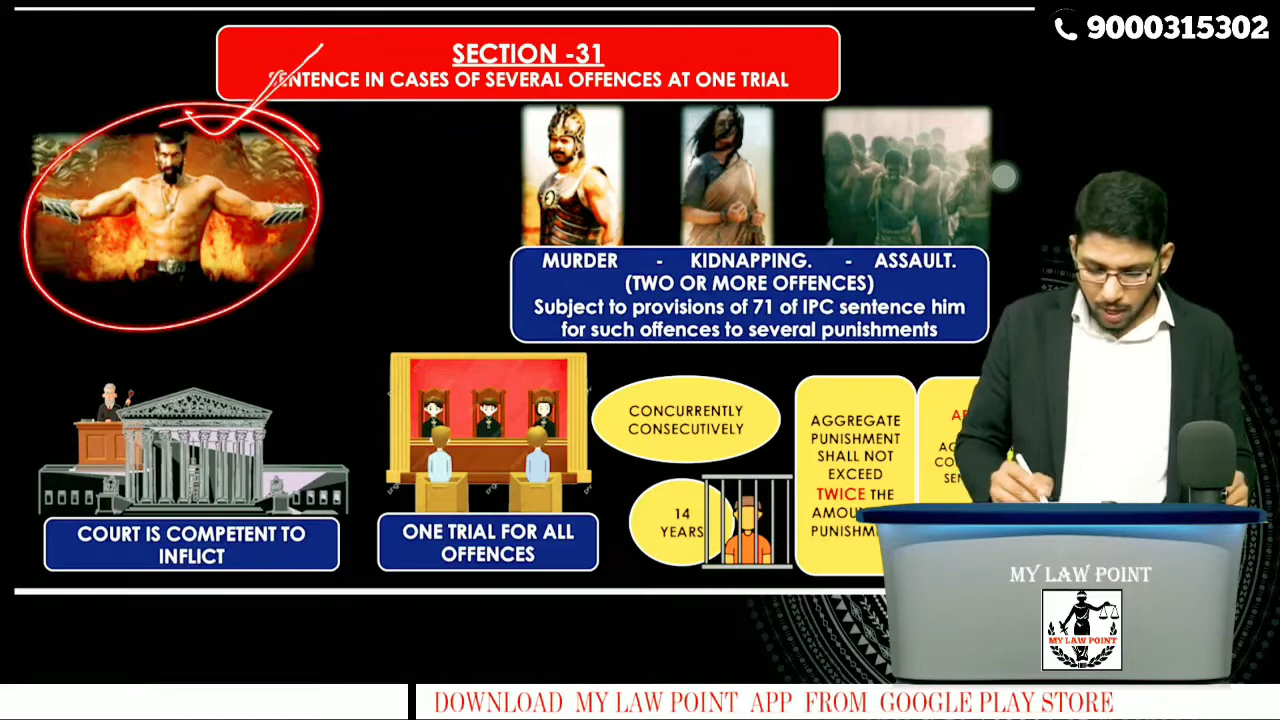 9000315302
SECTION -31
SENTENCE IN CASES OF SEVERAL OFFENCES AT ONE TRIAL
MURDER - KIDNAPPING. - ASSAULT.
(TWO OR MORE OFFENCES)
Subject to provisions of 71 of IPC sentence him
for such offences to several punishments
COURT IS COMPETENT TO
INFLICT
ONE TRIAL FOR ALL
OFFENCES
CONCURRENTLY
CONSECUTIVELY
14
YEARS
AGGREGATE
PUNISHMENT
SHALL NOT
EXCEED
TWICE THE
MY LAW POINT
MY LAW POINT
DOWNLOAD MY LAW POINT APP FROM GOOGLE PLAY STORE